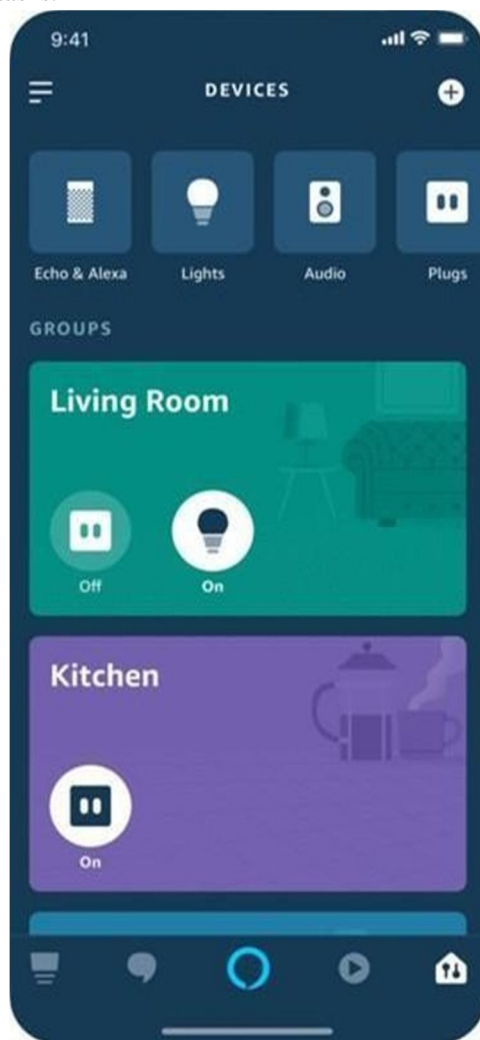 9:41
DEVICES
Echo & Alexa
Lights
Audio
Plugs
GROUPS
Living Room
Off
On
Kitchen
On